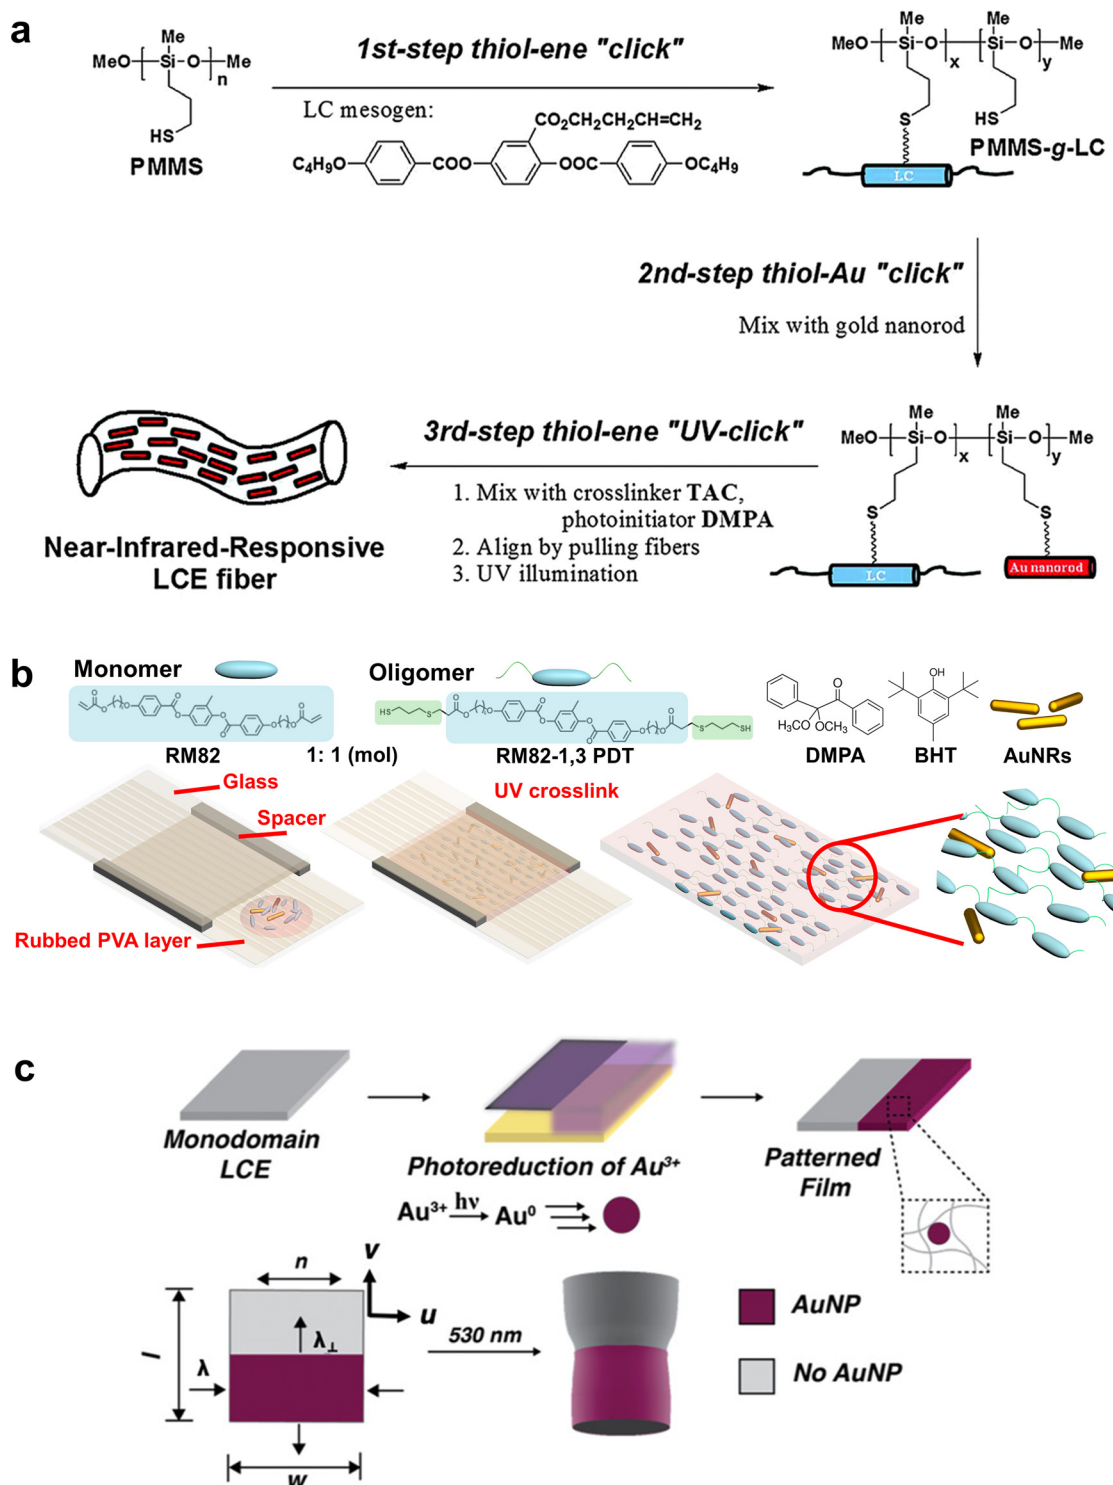 a
Me
MeO
Si
O
Me
n
HS
PMMS
1st-step thiol-ene "click"
LC mesogen:
CO₂CH₂CH₂CH=CH₂
C₄H₉O
COO
OOC
OC₄H₉
Me
Me
MeO
Si
O
Si
O
Me
x
y
S
HS
PMMS-g-LC
LC
2nd-step thiol-Au "click"
Mix with gold nanorod
Me
Me
MeO
Si
O
Si
O
Me
x
y
S
S
LC
Au nanorod
3rd-step thiol-ene "UV-click"
1. Mix with crosslinker TAC,
photoinitiator DMPA
2. Align by pulling fibers
3. UV illumination
Near-Infrared-Responsive
LCE fiber
b
Monomer
Oligomer
RM82
1: 1 (mol)
HS
SH
RM82-1,3 PDT
O
H₃CO
OCH₃
DMPA
OH
BHT
AuNRs
Glass
Spacer
Rubbed PVA layer
UV crosslink
c
Monodomain
LCE
Photoreduction of Au³⁺
Au³⁺
hν
Au⁰
Patterned
Film
n
v
u
l
λ⊥
λ
w
530 nm
AuNP
No AuNP